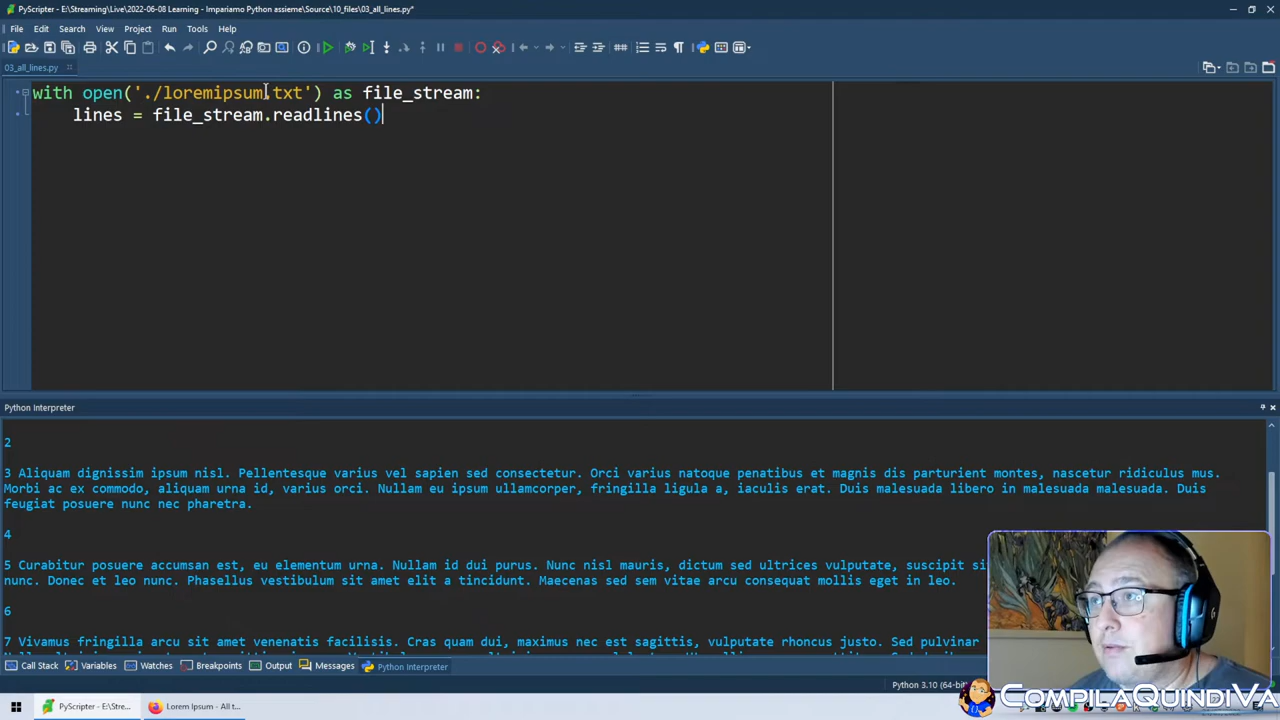 PyScripter - E:\Streaming\Live\2022-06-08 Learning - Impariamo Python assieme\Source\10_files\03_all_lines.py*
File Edit Search View Project Run Tools Help
03_all_lines.py
with open('./loremipsum.txt') as file_stream:
    lines = file_stream.readlines()
Python Interpreter
2
3 Aliquam dignissim ipsum nisl. Pellentesque varius vel sapien sed consectetur. Orci varius natoque penatibus et magnis dis parturient montes, nascetur ridiculus mus.
Morbi ac ex commodo, aliquam urna id, varius orci. Nullam eu ipsum ullamcorper, fringilla ligula a, iaculis erat. Duis malesuada libero in malesuada malesuada. Duis
feugiat posuere nunc nec pharetra.
4
5 Curabitur posuere accumsan est, eu elementum urna. Nullam id dui purus. Nunc nisl mauris, dictum sed ultrices vulputate, suscipit
nunc. Donec et leo nunc. Phasellus vestibulum sit amet elit a tincidunt. Maecenas sed sem vitae arcu consequat mollis eget in leo.
6
7 Vivamus fringilla arcu sit amet venenatis facilisis. Cras quam dui, maximus nec est sagittis, vulputate rhoncus justo. Sed pulvinar
Call Stack Variables Watches Breakpoints Output Messages Python Interpreter
Python 3.10 (64-bit)
PyScripter - E:\Stre... Lorem Ipsum - All t...
COMPILAQUINDIVA